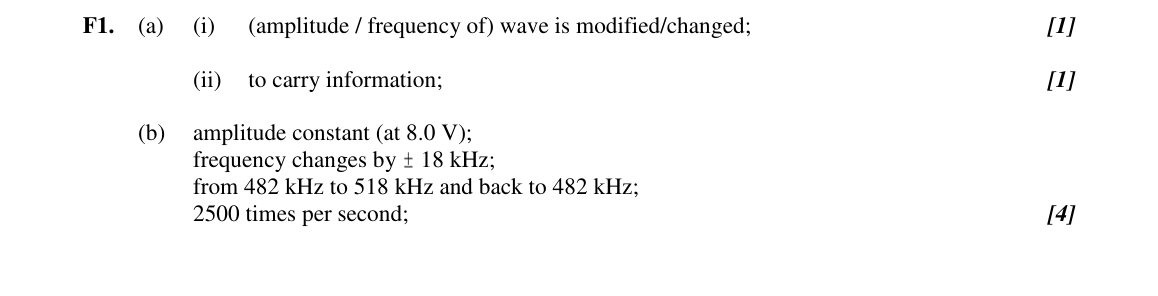 F1. (a) (i) (amplitude / frequency of) wave is modified/changed; [1]
(ii) to carry information; [1]
(b) amplitude constant (at 8.0 V);
frequency changes by ± 18 kHz;
from 482 kHz to 518 kHz and back to 482 kHz;
2500 times per second; [4]